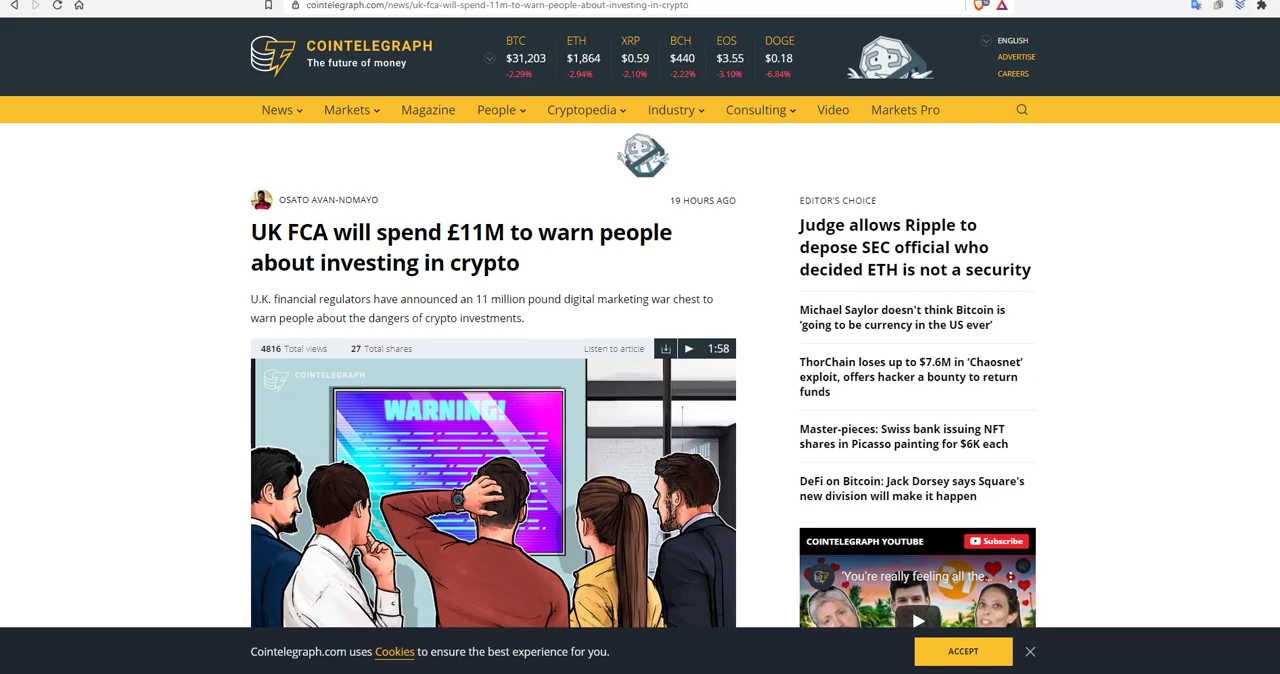 cointelegraph.com/news/uk-fca-will-spend-11m-to-warn-people-about-investing-in-crypto
COINTELEGRAPH
The future of money
BTC ETH XRP BCH EOS DOGE
$31,203 $1,864 $0.59 $440 $3.55 $0.18
-2.29% -2.94% -2.10% -2.22% -3.10% -6.84%
ENGLISH
ADVERTISE
CAREERS
News Markets Magazine People Cryptopedia Industry Consulting Video Markets Pro
OSATO AVAN-NOMAYO
19 HOURS AGO
UK FCA will spend £11M to warn people
about investing in crypto
U.K. financial regulators have announced an 11 million pound digital marketing war chest to
warn people about the dangers of crypto investments.
4816 Total views 27 Total shares Listen to article 1:58
COINTELEGRAPH
WARNING!
EDITOR'S CHOICE
Judge allows Ripple to
depose SEC official who
decided ETH is not a security
Michael Saylor doesn't think Bitcoin is
‘going to be currency in the US ever’
ThorChain loses up to $7.6M in ‘Chaosnet’
exploit, offers hacker a bounty to return
funds
Master-pieces: Swiss bank issuing NFT
shares in Picasso painting for $6K each
DeFi on Bitcoin: Jack Dorsey says Square's
new division will make it happen
COINTELEGRAPH YOUTUBE Subscribe
'You're really feeling all the...
Cointelegraph.com uses Cookies to ensure the best experience for you.
ACCEPT